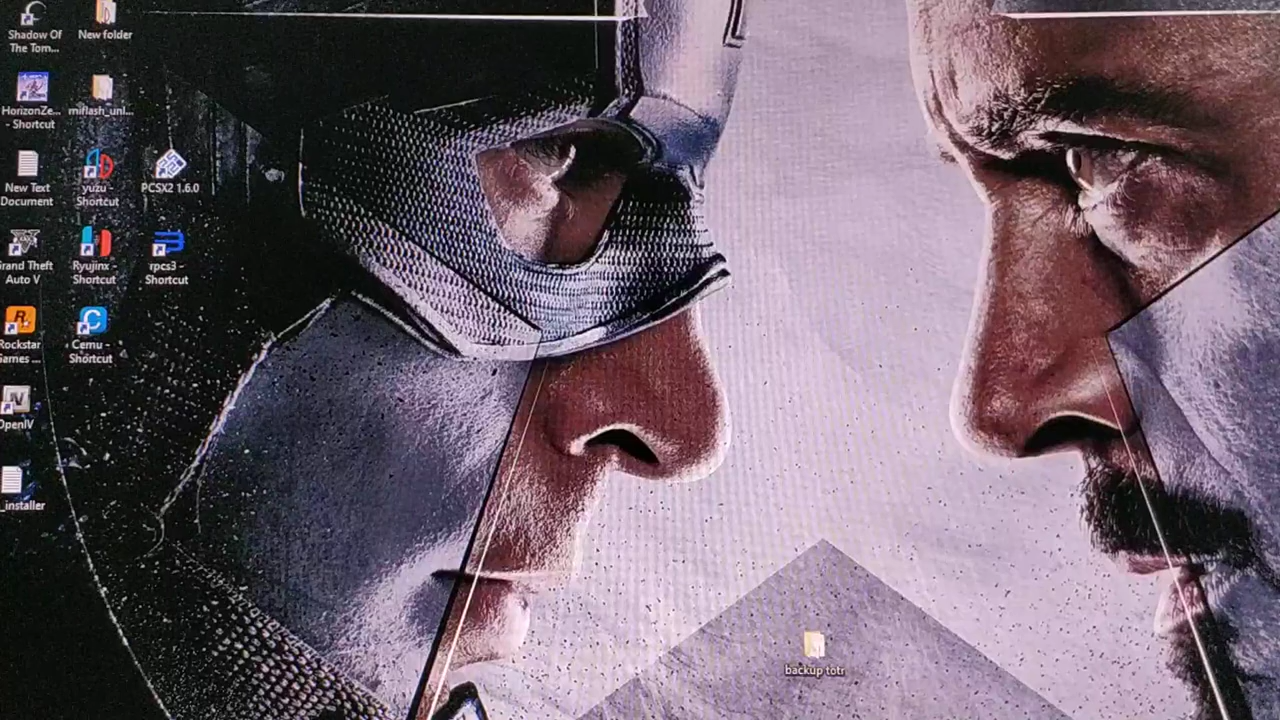 Shadow Of
The Tom...
New folder
HorizonZe...
- Shortcut
miflash_unl...
New Text
Document
yuzu -
Shortcut
PCSX2 1.6.0
Grand Theft
Auto V
Ryujinx -
Shortcut
rpcs3 -
Shortcut
Rockstar
Games ...
Cemu -
Shortcut
OpenIV
_installer
backup totr